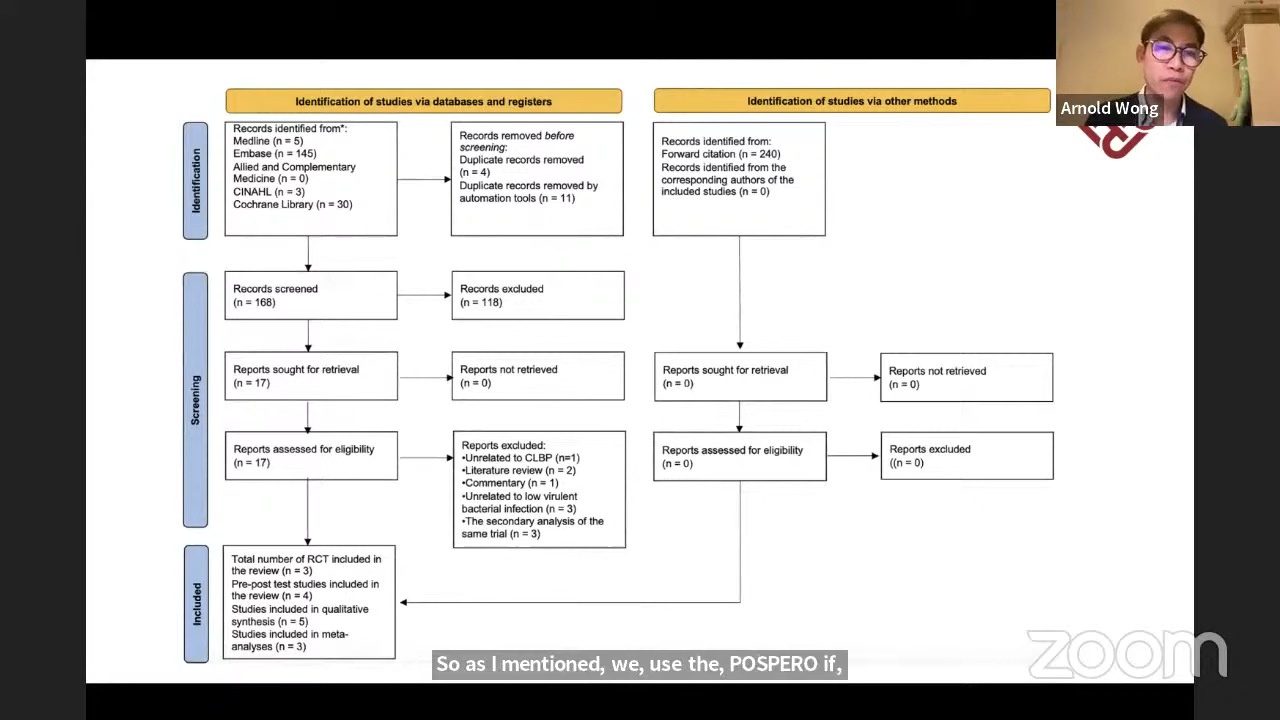 Arnold Wong
Identification of studies via databases and registers
Identification of studies via other methods
Identification
Records identified from*:
Medline (n = 5)
Embase (n = 145)
Allied and Complementary
Medicine (n = 0)
CINAHL (n = 3)
Cochrane Library (n = 30)
Records removed before
screening:
Duplicate records removed
(n = 4)
Duplicate records removed by
automation tools (n = 11)
Records identified from:
Forward citation (n = 240)
Records identified from the
corresponding authors of the
included studies (n = 0)
Screening
Records screened
(n = 168)
Records excluded
(n = 118)
Reports sought for retrieval
(n = 17)
Reports not retrieved
(n = 0)
Reports sought for retrieval
(n = 0)
Reports not retrieved
(n = 0)
Reports assessed for eligibility
(n = 17)
Reports excluded:
•Unrelated to CLBP (n=1)
•Literature review (n = 2)
•Commentary (n = 1)
•Unrelated to low virulent
bacterial infection (n = 3)
•The secondary analysis of the
same trial (n = 3)
Reports assessed for eligibility
(n = 0)
Reports excluded
((n = 0)
Included
Total number of RCT included in
the review (n = 3)
Pre-post test studies included in
the review (n = 4)
Studies included in qualitative
synthesis (n = 5)
Studies included in meta-
analyses (n = 3)
So as I mentioned, we, use the, POSPERO if,
zoom